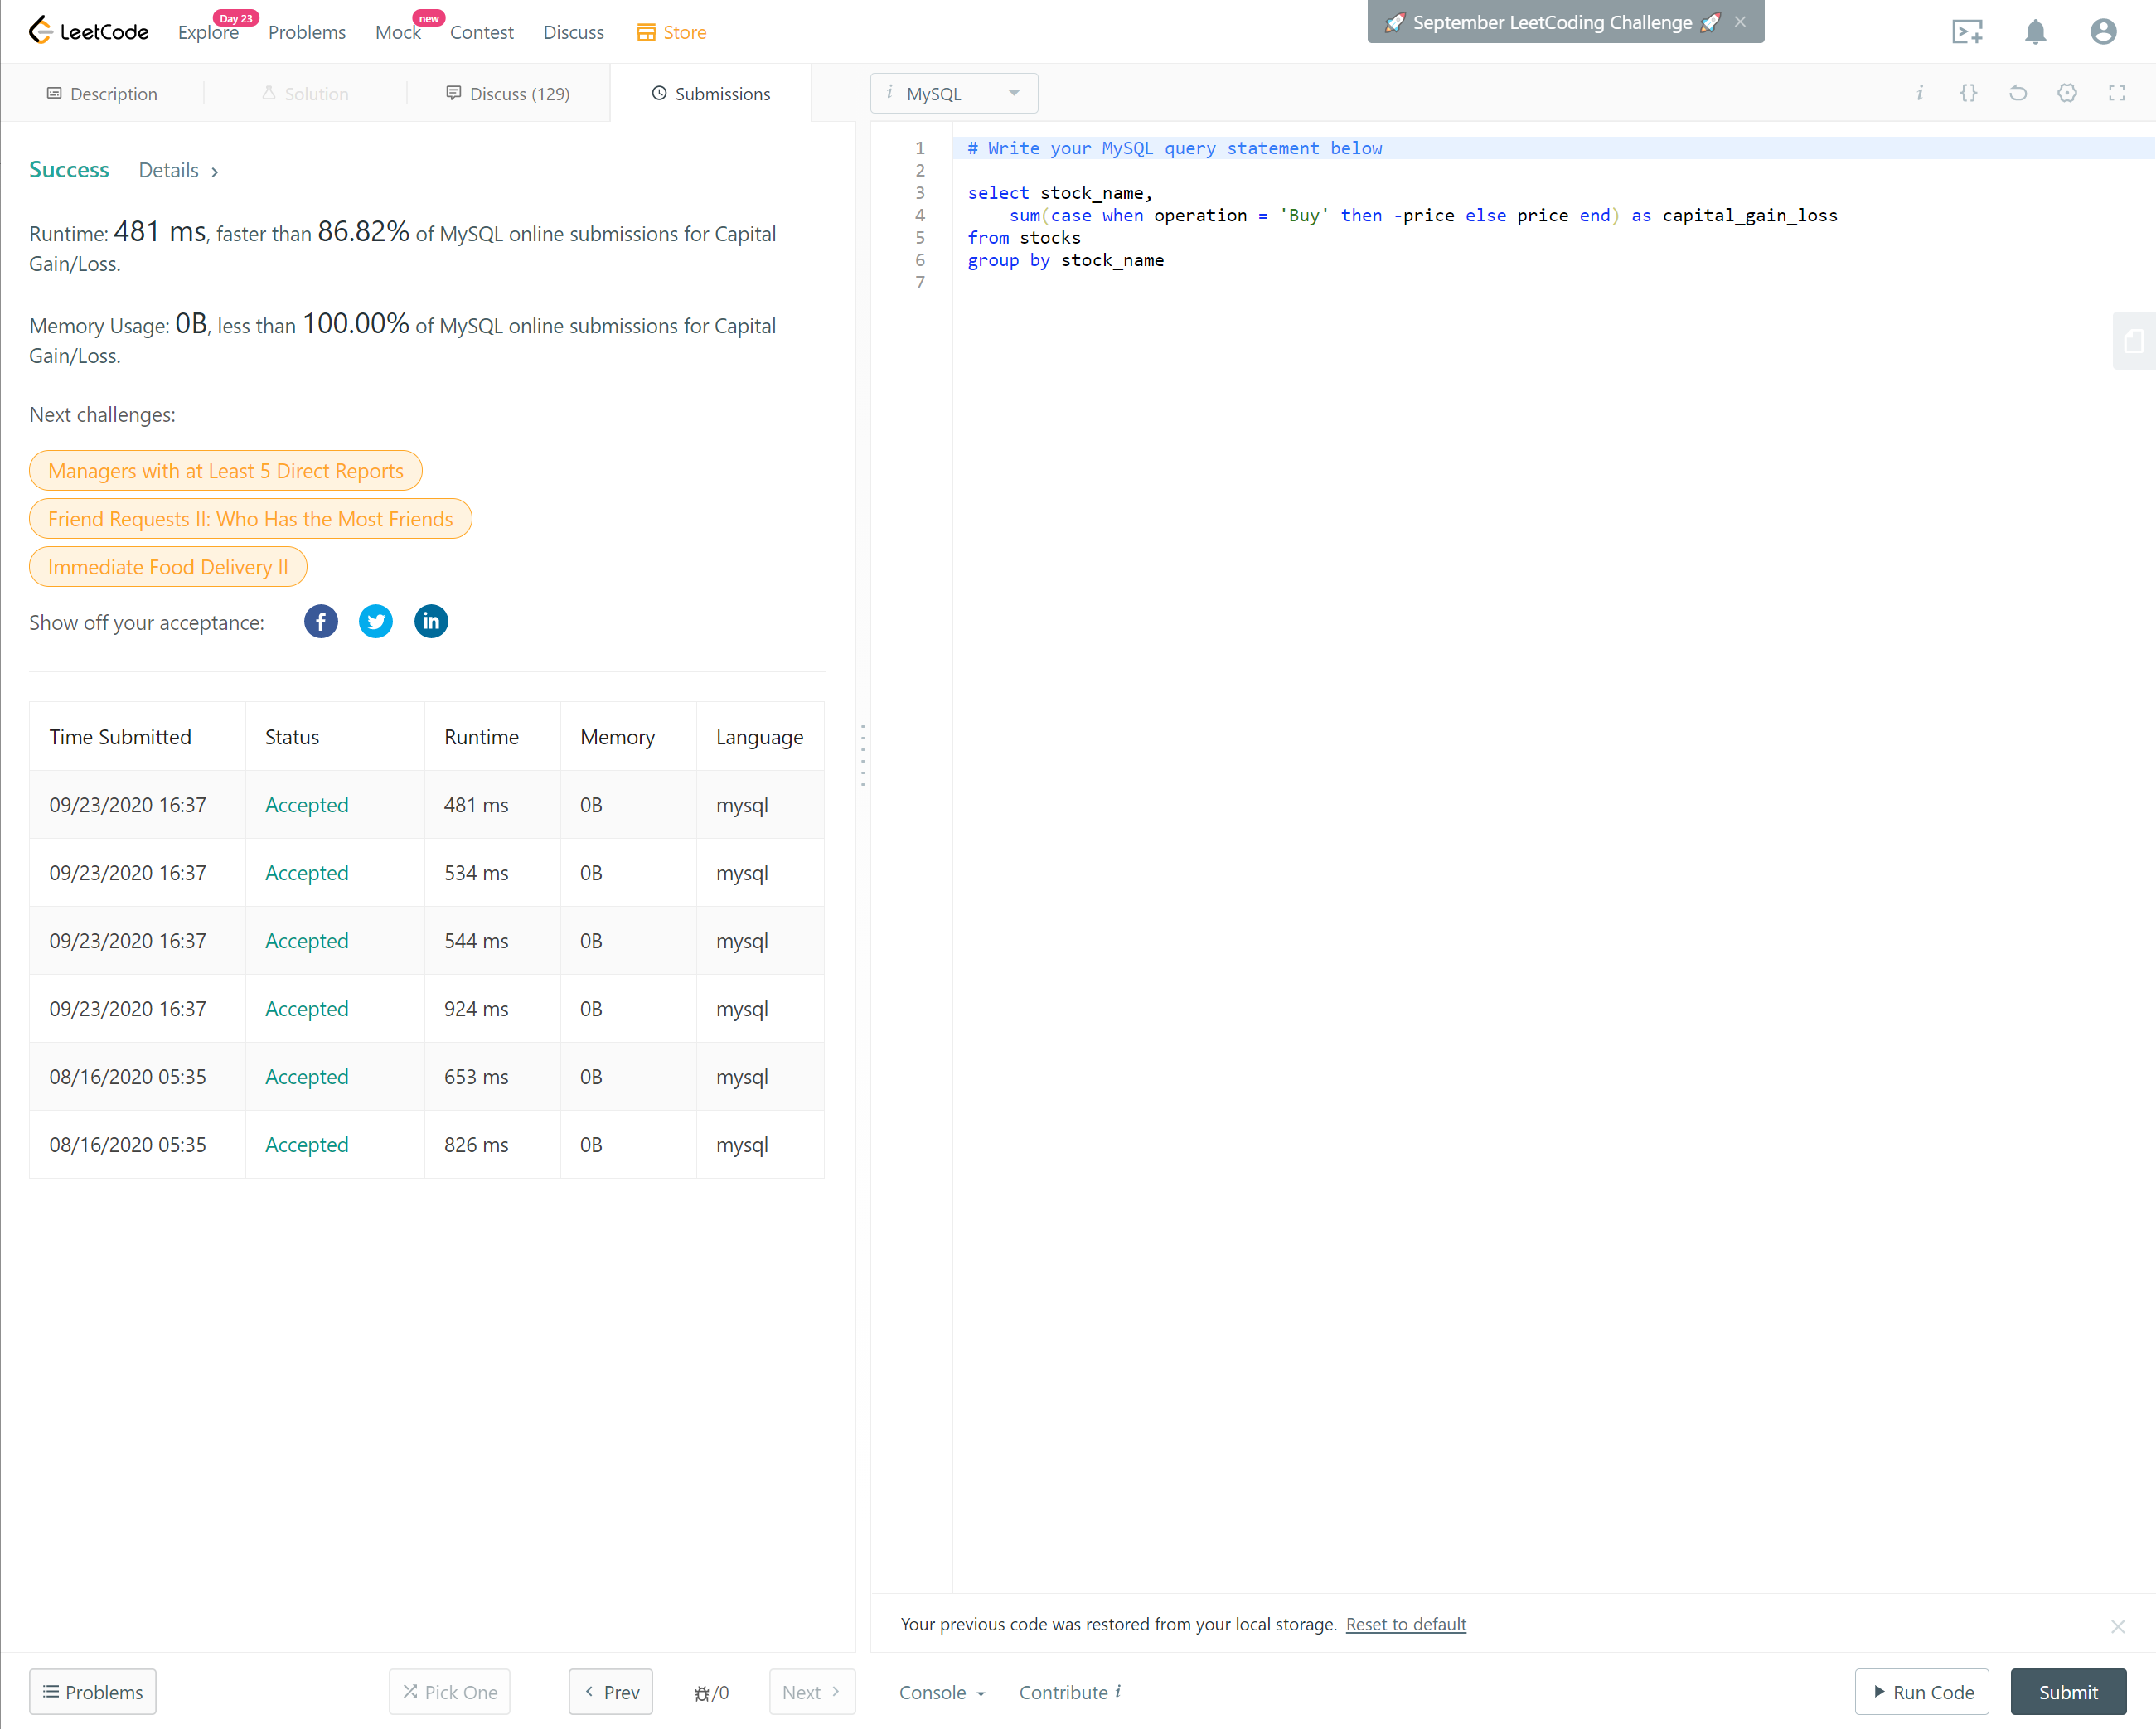 LeetCode Explore Day 23 Problems Mock new Contest Discuss Store
🚀 September LeetCoding Challenge 🚀 ×
Description Solution Discuss (129) Submissions
i MySQL
Success Details >
Runtime: 481 ms, faster than 86.82% of MySQL online submissions for Capital
Gain/Loss.
Memory Usage: 0B, less than 100.00% of MySQL online submissions for Capital
Gain/Loss.
Next challenges:
Managers with at Least 5 Direct Reports
Friend Requests II: Who Has the Most Friends
Immediate Food Delivery II
Show off your acceptance: f in
Time Submitted Status Runtime Memory Language
09/23/2020 16:37 Accepted 481 ms 0B mysql
09/23/2020 16:37 Accepted 534 ms 0B mysql
09/23/2020 16:37 Accepted 544 ms 0B mysql
09/23/2020 16:37 Accepted 924 ms 0B mysql
08/16/2020 05:35 Accepted 653 ms 0B mysql
08/16/2020 05:35 Accepted 826 ms 0B mysql
Problems Pick One < Prev /0 Next >
i {}
1 # Write your MySQL query statement below
2
3 select stock_name,
4 sum(case when operation = 'Buy' then -price else price end) as capital_gain_loss
5 from stocks
6 group by stock_name
7
Your previous code was restored from your local storage. Reset to default
Console Contribute i Run Code Submit